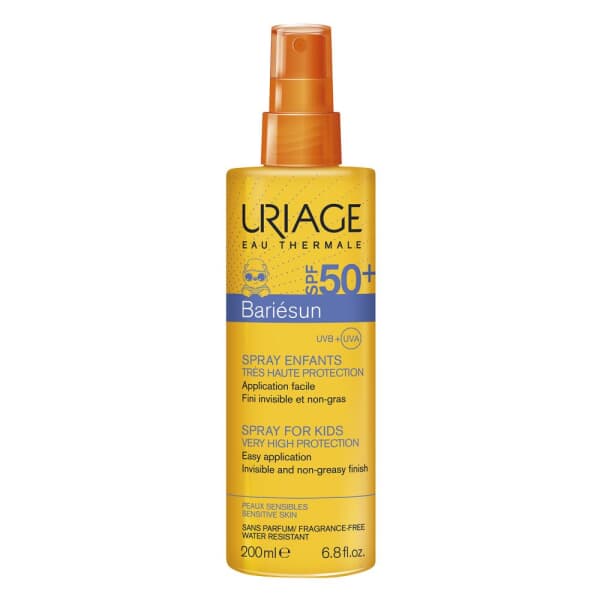 URIAGE
EAU THERMALE
SPF 50+
Bariésun
UVB + UVA
SPRAY ENFANTS
TRÈS HAUTE PROTECTION
Application facile
Fini invisible et non-gras
SPRAY FOR KIDS
VERY HIGH PROTECTION
Easy application
Invisible and non-greasy finish
PEAUX SENSIBLES
SENSITIVE SKIN
SANS PARFUM/ FRAGRANCE-FREE
WATER RESISTANT
200ml e 6.8fl.oz.